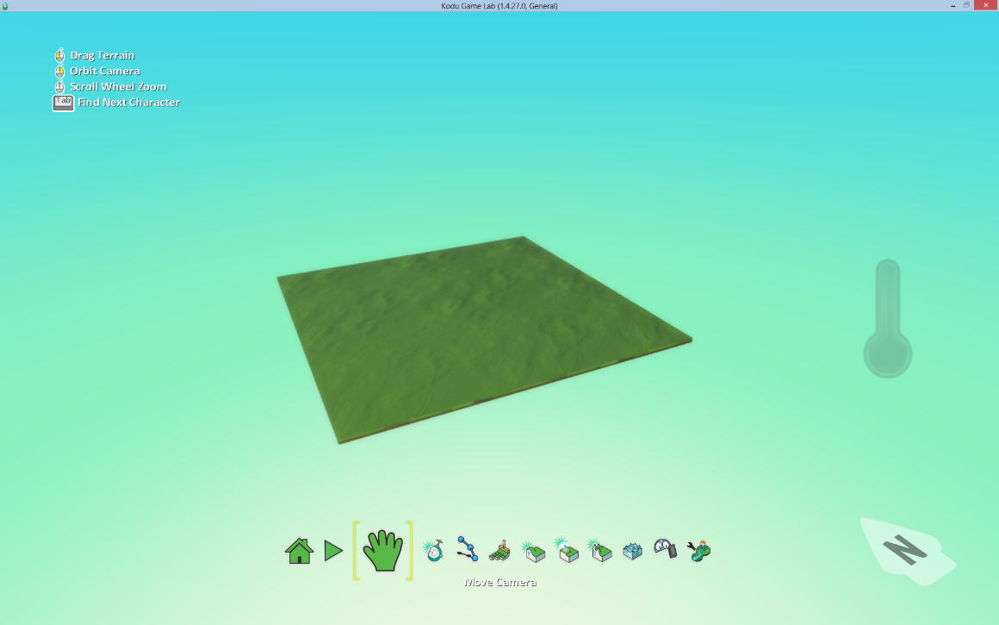 Kodu Game Lab (1.4.27.0, General)
Drag Terrain
Orbit Camera
Scroll Wheel Zoom
Tab Find Next Character
N
Move Camera